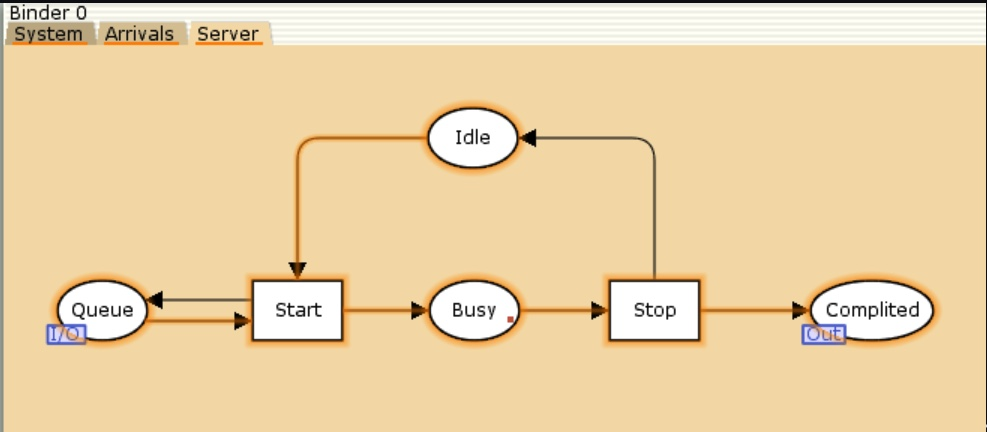 Binder 0
System Arrivals Server
Idle
Queue Start Busy Stop Complited
I/O Out